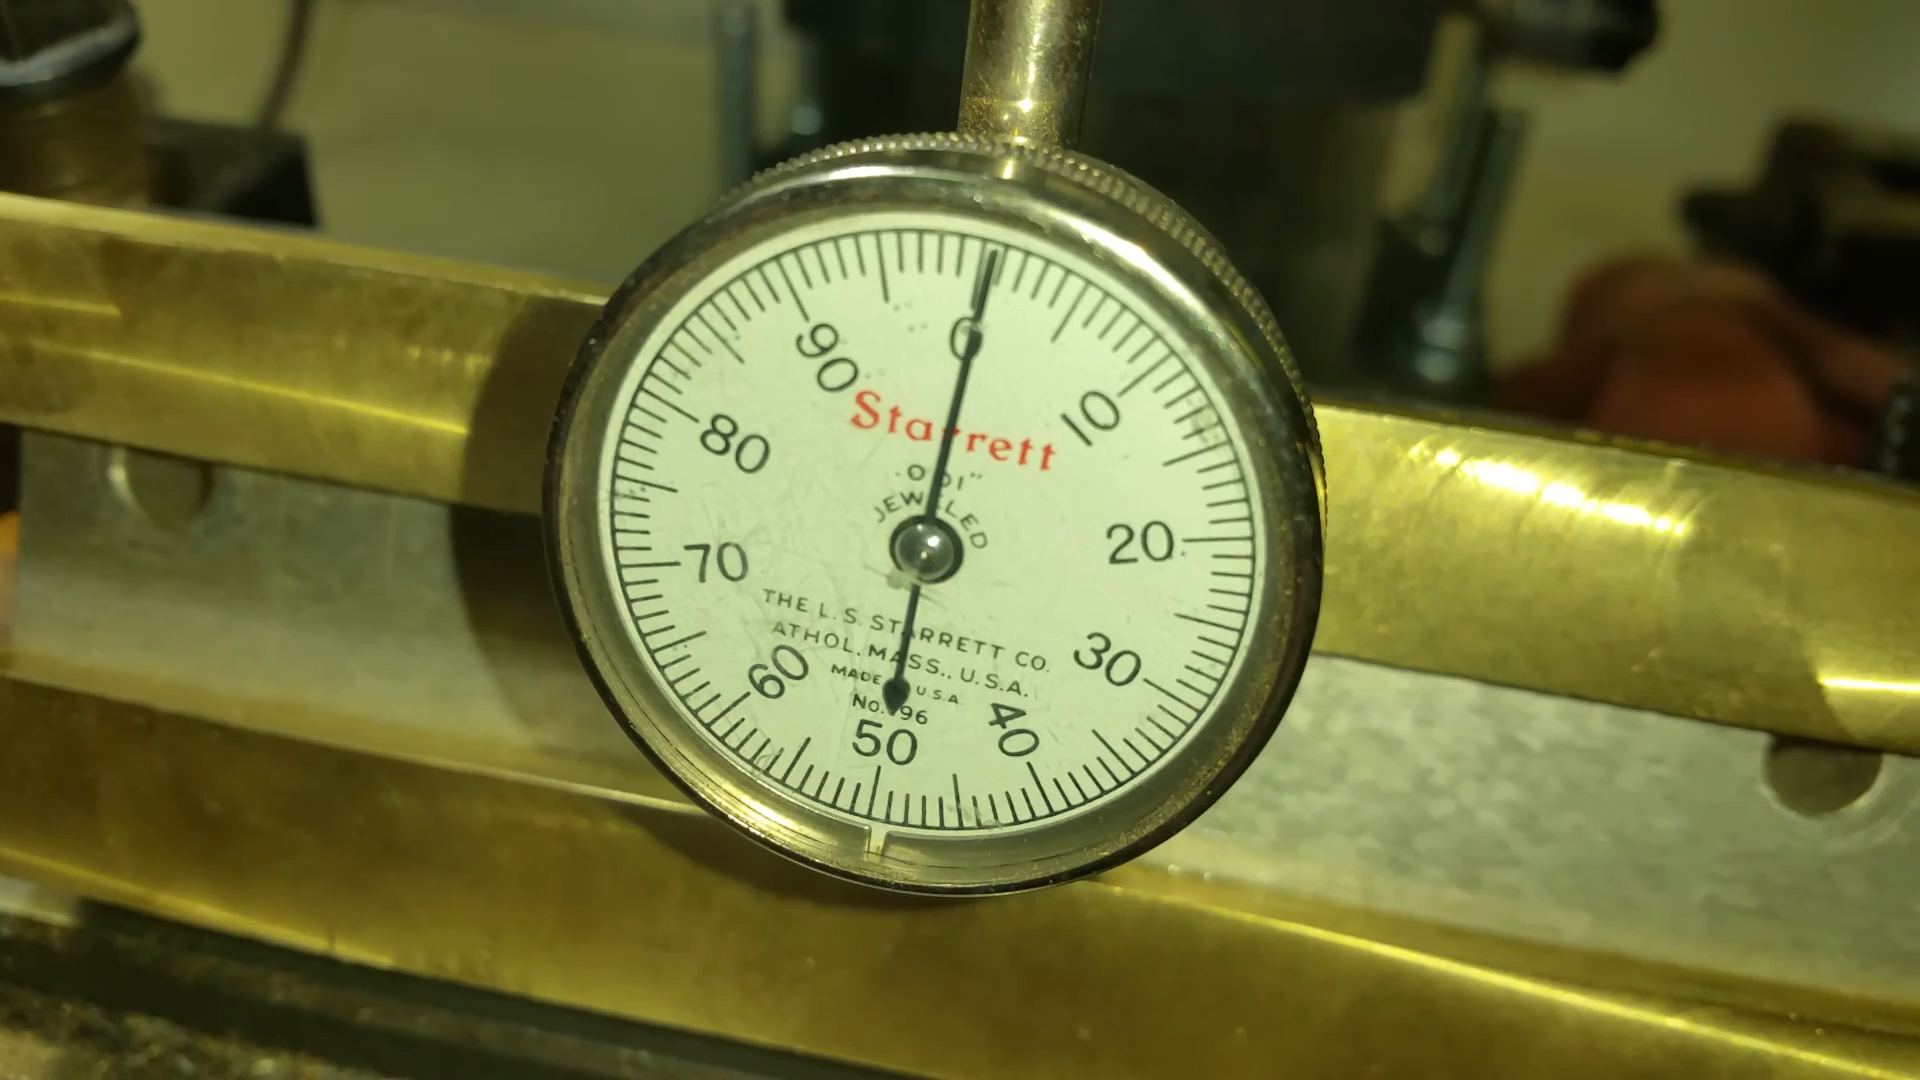 0
90
10
Starrett
80
.001"
JEWELED
20
70
THE L.S. STARRETT CO.
30
ATHOL, MASS., U.S.A.
60
MADE U.S.A.
40
No. 196
50